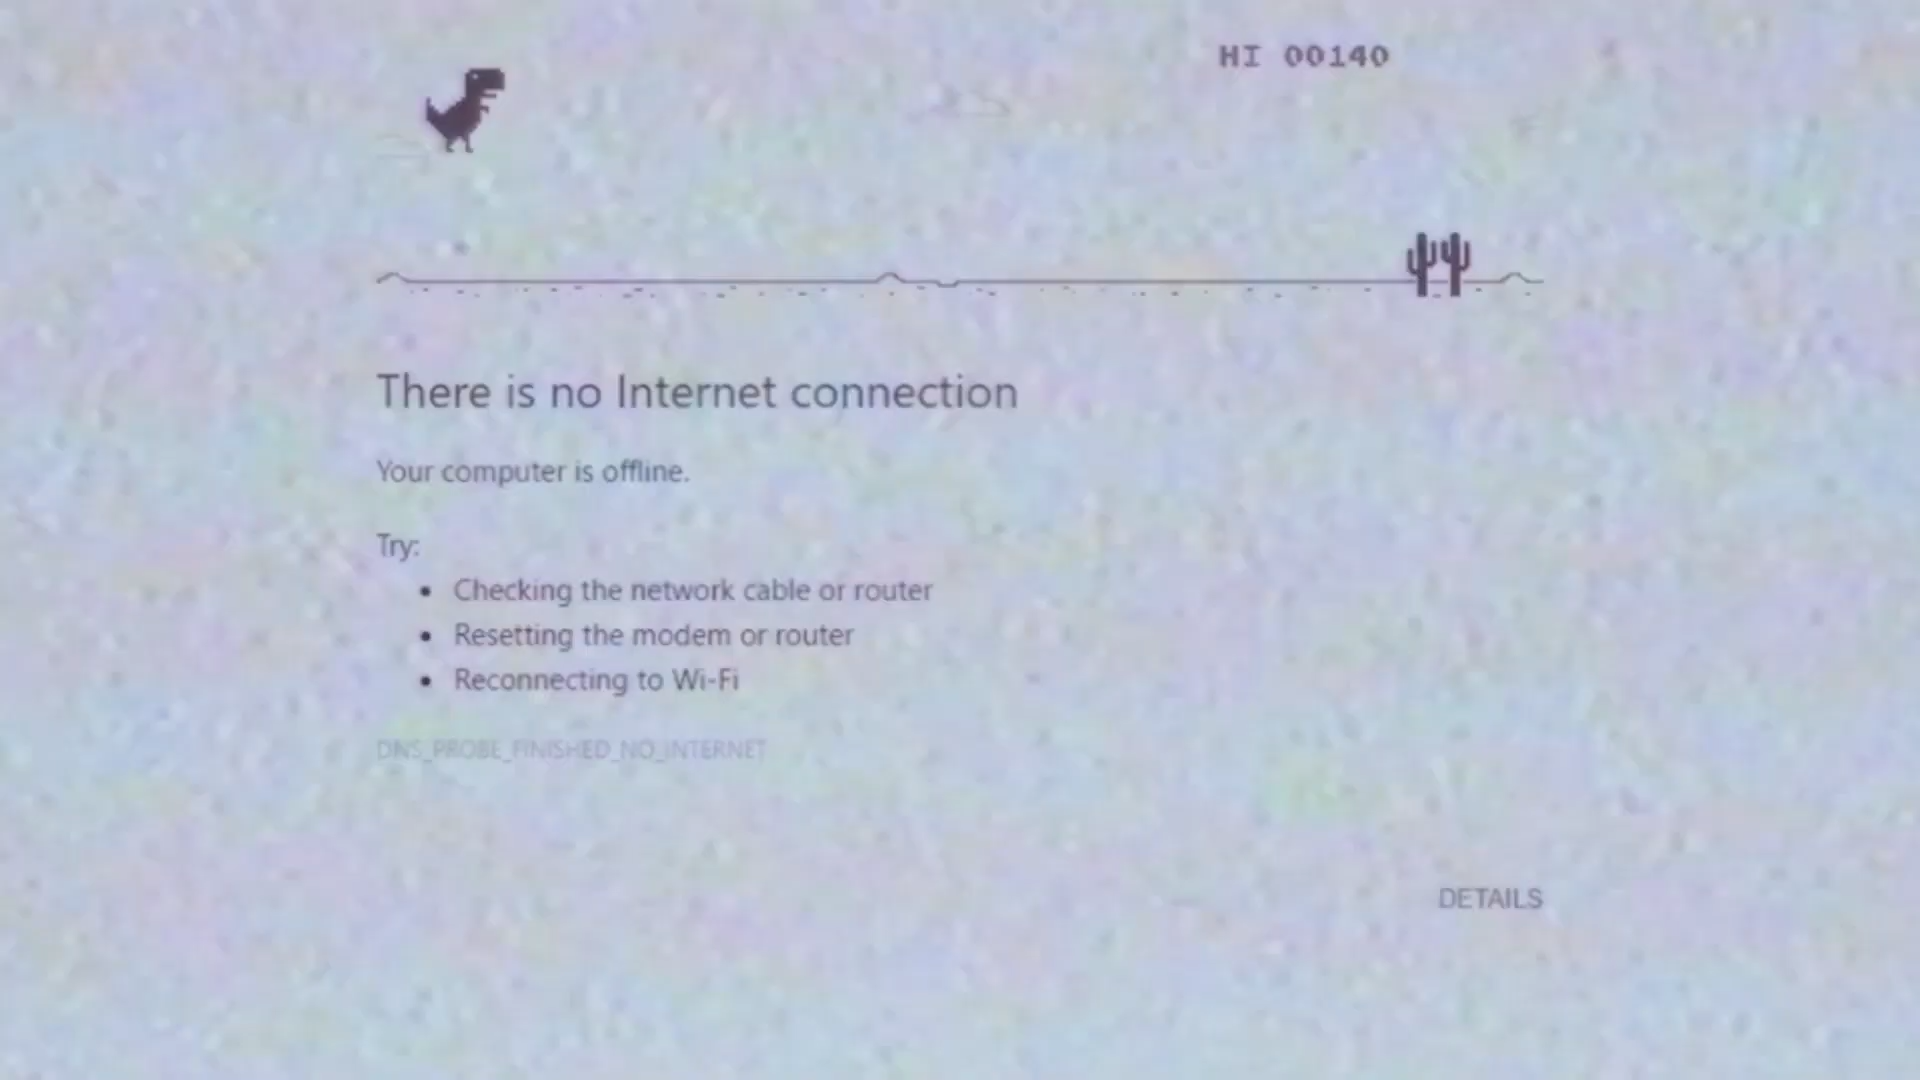 HI 00140
There is no Internet connection
Your computer is offline.
Try:
• Checking the network cable or router
• Resetting the modem or router
• Reconnecting to Wi-Fi
DNS_PROBE_FINISHED_NO_INTERNET
DETAILS